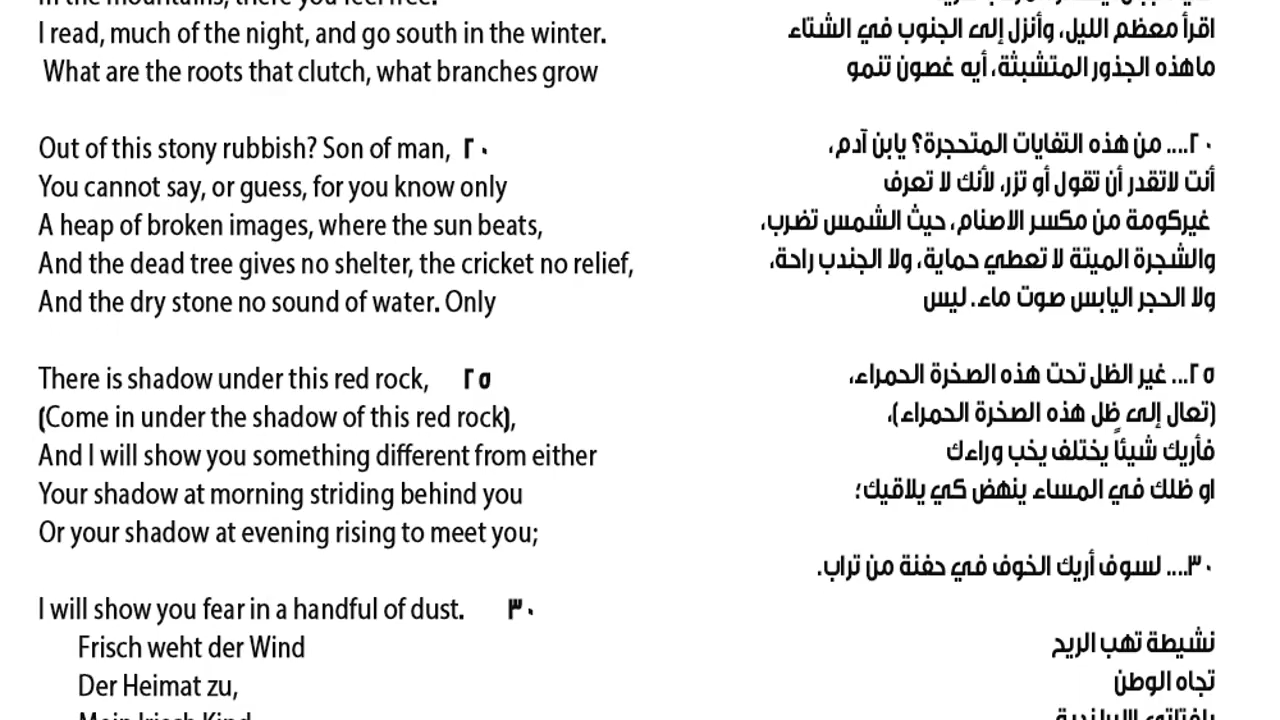 In the mountains, there you feel free.
I read, much of the night, and go south in the winter.
What are the roots that clutch, what branches grow
Out of this stony rubbish? Son of man, ٢٠
You cannot say, or guess, for you know only
A heap of broken images, where the sun beats,
And the dead tree gives no shelter, the cricket no relief,
And the dry stone no sound of water. Only
There is shadow under this red rock, ٢٥
(Come in under the shadow of this red rock),
And I will show you something different from either
Your shadow at morning striding behind you
Or your shadow at evening rising to meet you;
I will show you fear in a handful of dust. ٣٠
Frisch weht der Wind
Der Heimat zu,
Mein Irisch Kind
اقرأ معظم الليل، وأنزل إلى الجنوب في الشتاء
ماهذه الجذور المتشبثة، أيه غصون تنمو
٢٠.... من هذه النفايات المتحجرة؟ يابن آدم،
أنت لاتقدر أن تقول أو تزر، لأنك لا تعرف
غيركومة من مكسر الاصنام، حيث الشمس تضرب،
والشجرة الميتة لا تعطي حماية، ولا الجندب راحة،
ولا الحجر اليابس صوت ماء. ليس
٢٥... غير الظل تحت هذه الصخرة الحمراء،
(تعال إلى ظل هذه الصخرة الحمراء)،
فأريك شيئاً يختلف يخب وراءك
او ظلك في المساء ينهض كي يلاقيك؛
٣٠.... لسوف أريك الخوف في حفنة من تراب.
نشيطة تهب الريح
تجاه الوطن